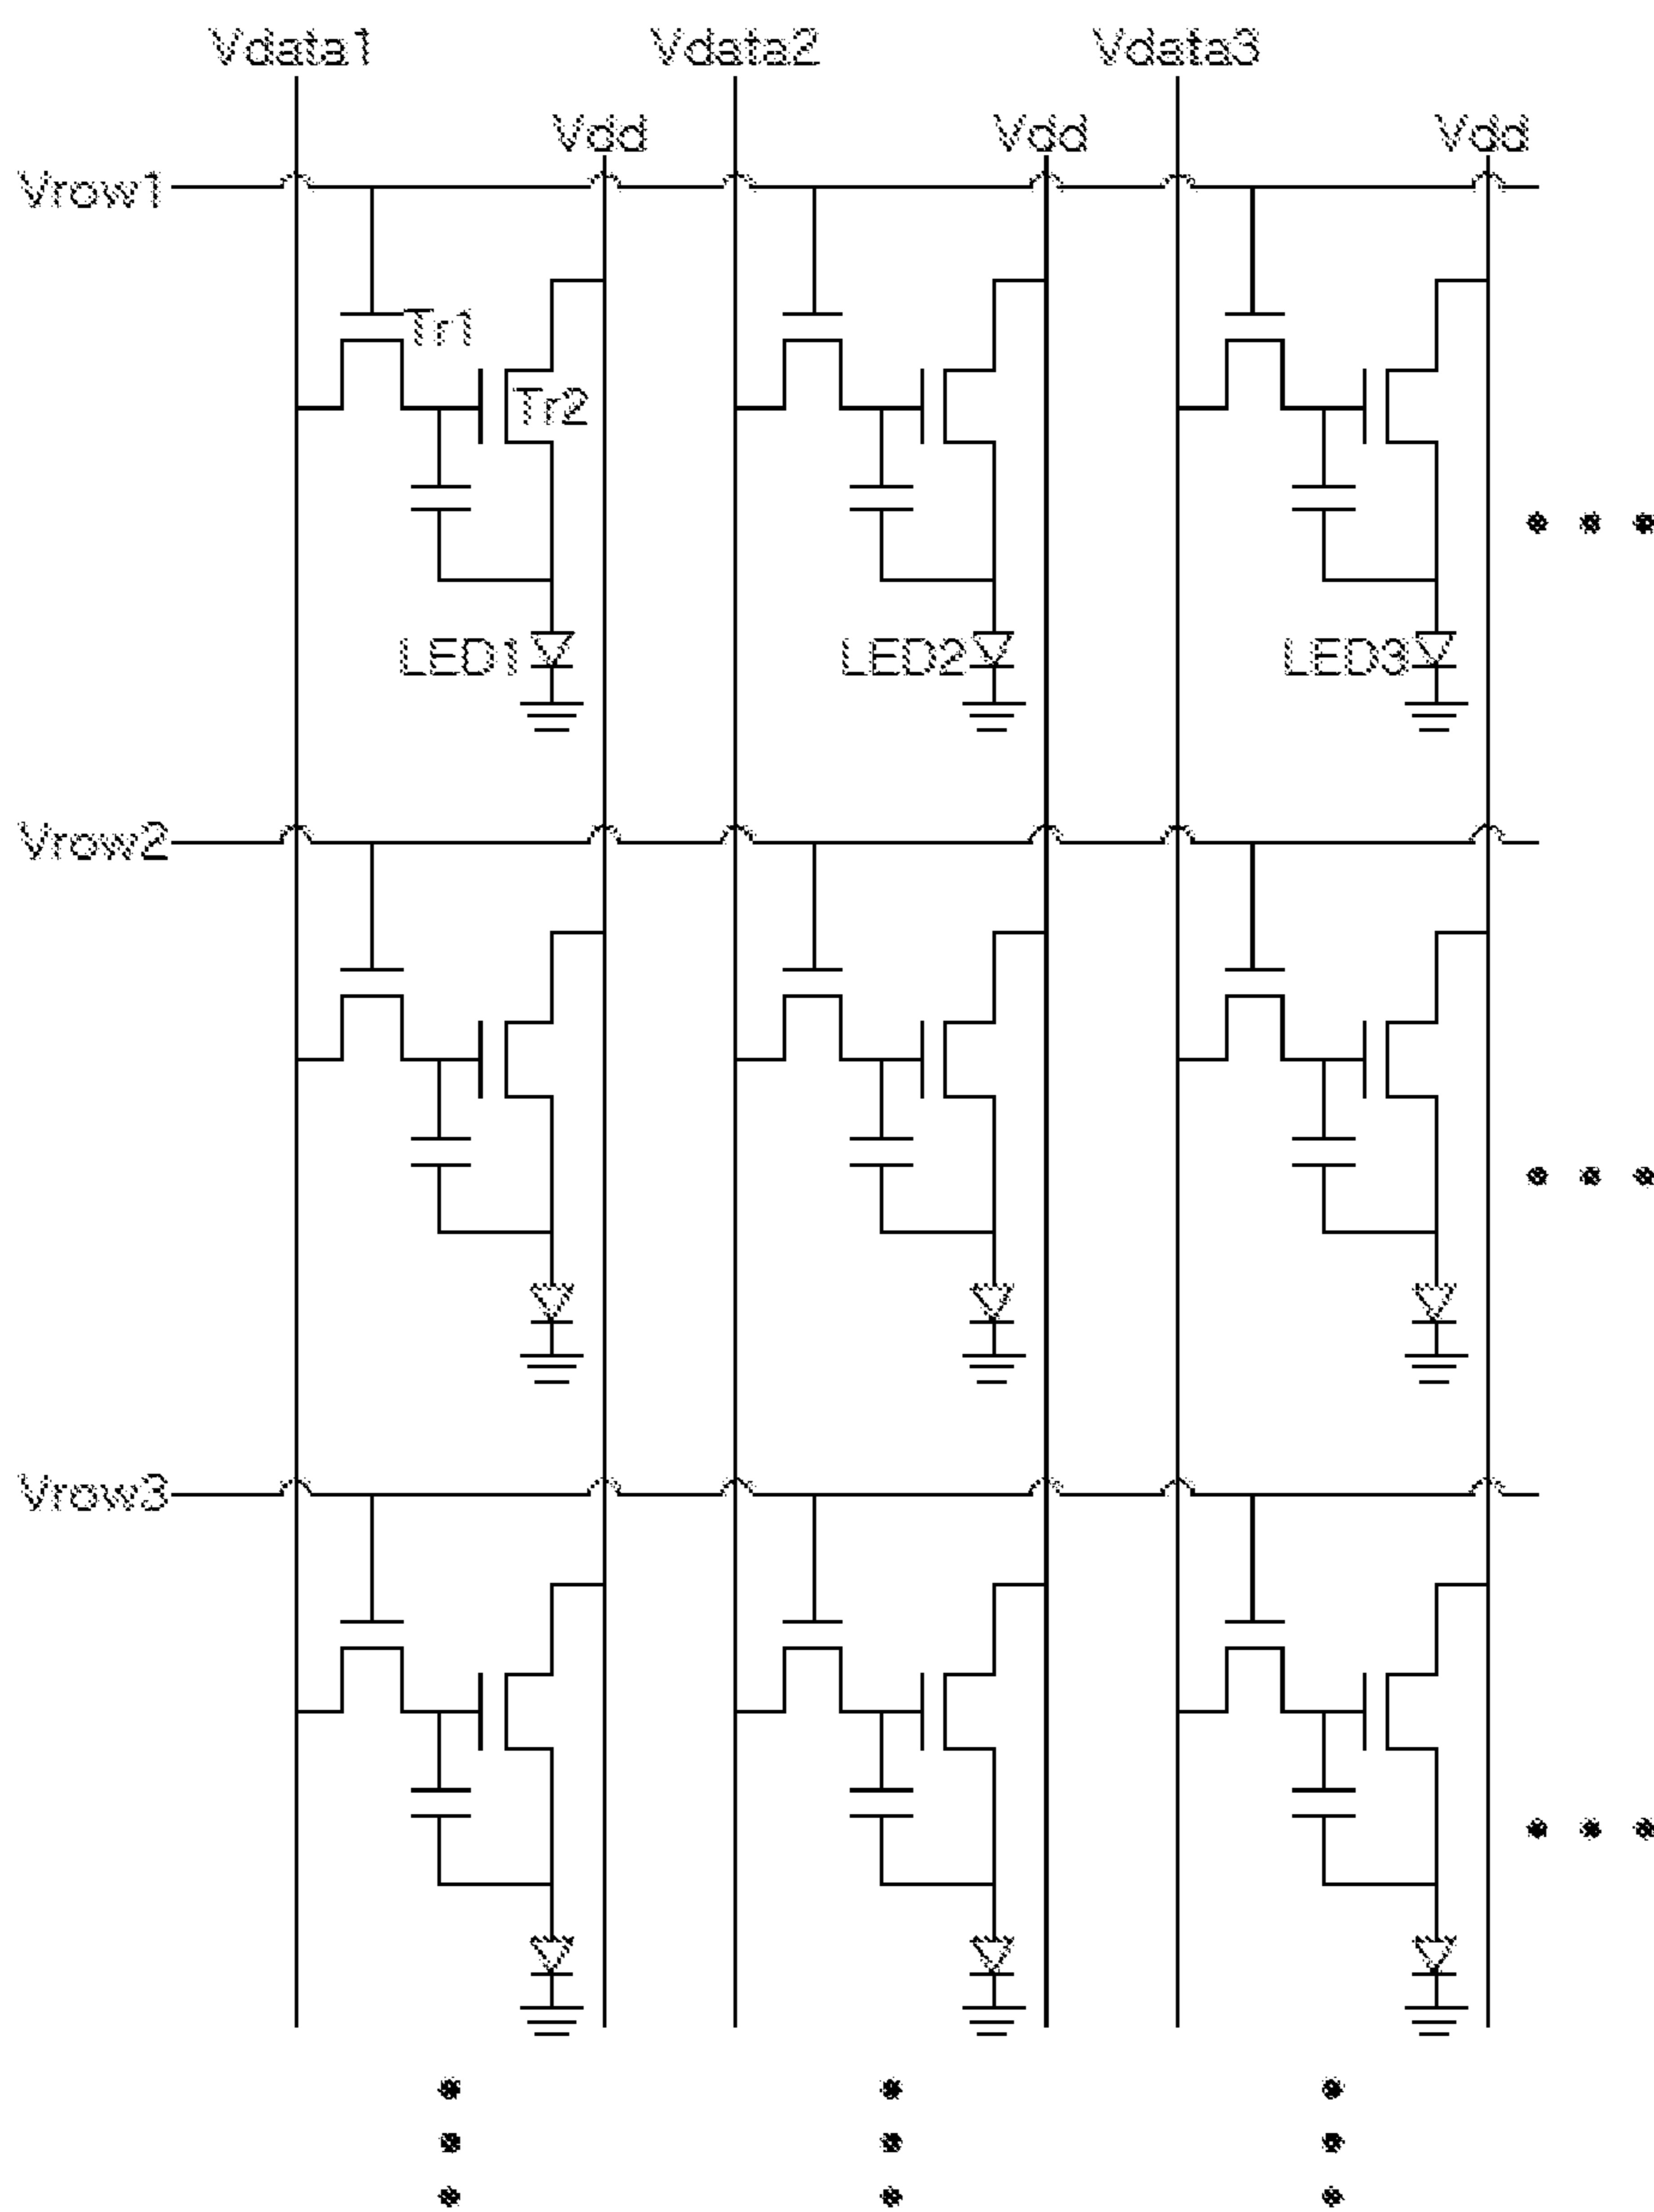 Vdata1 Vdata2 Vdata3
Vdd Vdd Vdd
Vrow1
Tr1
Tr2
LED1 LED2 LED3
Vrow2
Vrow3